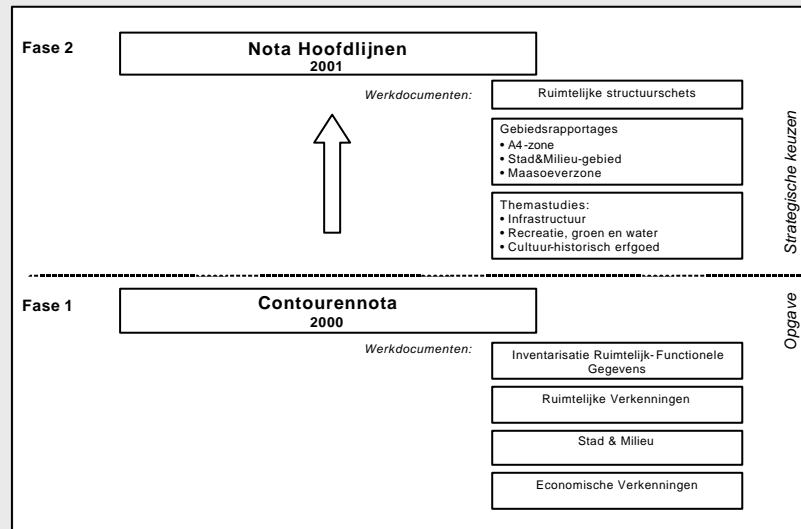 Fase 2
Nota Hoofdlijnen
2001
Werkdocumenten:
Ruimtelijke structuurschets
Gebiedsrapportages
• A4-zone
• Stad&Milieu-gebied
• Maasoeverzone
Themastudies:
• Infrastructuur
• Recreatie, groen en water
• Cultuur-historisch erfgoed
Strategische keuzen
Fase 1
Contourennota
2000
Werkdocumenten:
Inventarisatie Ruimtelijk-Functionele
Gegevens
Ruimtelijke Verkenningen
Stad & Milieu
Economische Verkenningen
Opgave